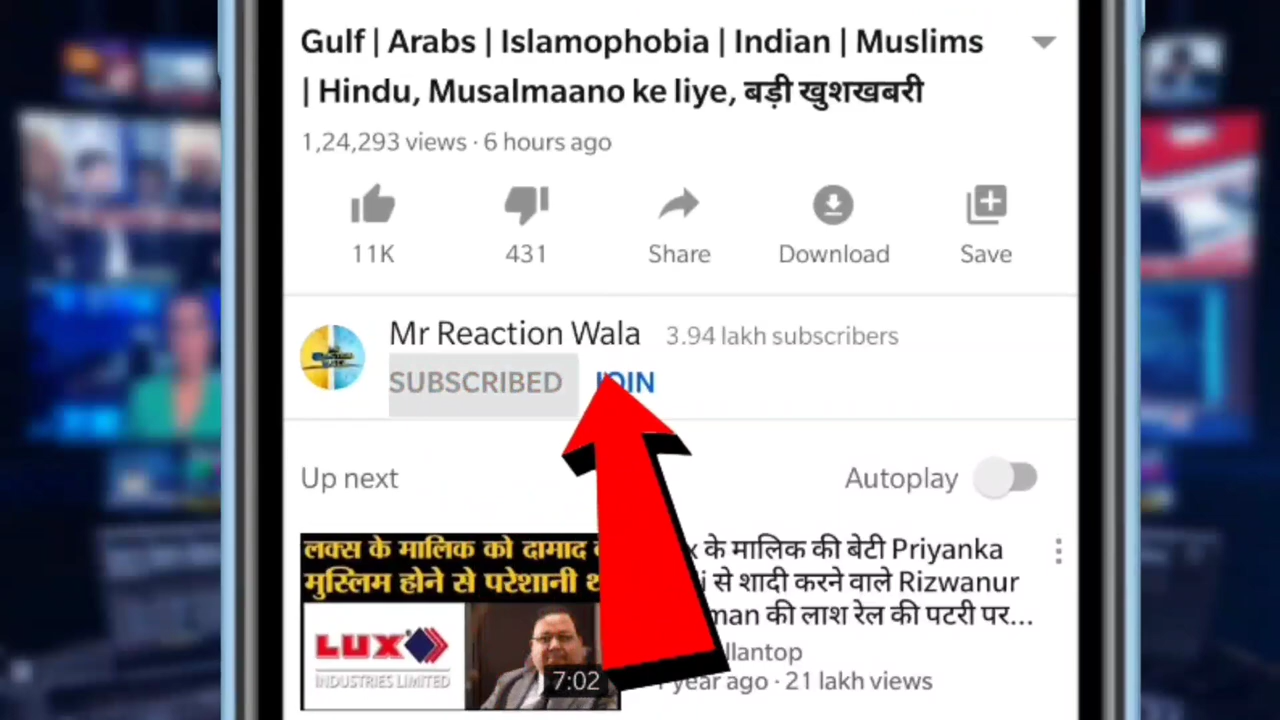 Gulf | Arabs | Islamophobia | Indian | Muslims
| Hindu, Musalmaano ke liye, बड़ी खुशखबरी
1,24,293 views · 6 hours ago
11K
431
Share
Download
Save
Mr Reaction Wala
3.94 lakh subscribers
SUBSCRIBED
JOIN
Up next
Autoplay
लक्स के मालिक को दामाद
मुस्लिम होने से परेशानी
LUX
INDUSTRIES LIMITED
7:02
के मालिक की बेटी Priyanka
से शादी करने वाले Rizwanur
की लाश रेल की पटरी पर...
year ago · 21 lakh views